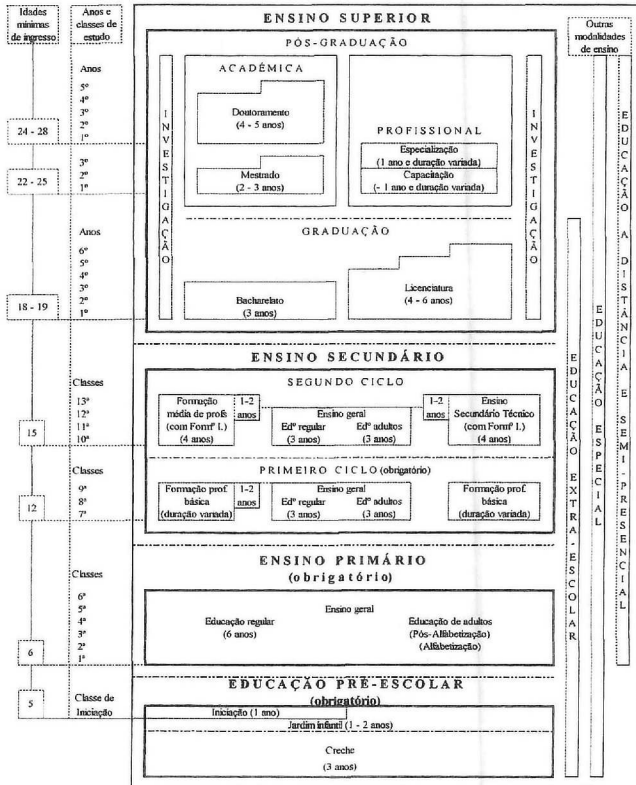 Idades
mínimas
de ingresso
Anos e
classes de
estudo
ENSINO SUPERIOR
Outras
modalidades
de ensino
PÓS-GRADUAÇÃO
Anos
5º
4º
3º
2º
1º
24 - 28
3º
2º
1º
22 - 25
INVESTIGAÇÃO
ACADÉMICA
Doutoramento
(4 - 5 anos)
Mestrado
(2 - 3 anos)
PROFISSIONAL
Especialização
(1 ano e duração variada)
Capacitação
(- 1 ano e duração variada)
INVESTIGAÇÃO
GRADUAÇÃO
Anos
6º
5º
4º
3º
2º
1º
18 - 19
Bacharelato
(3 anos)
Licenciatura
(4 - 6 anos)
ENSINO SECUNDÁRIO
SEGUNDO CICLO
Classes
13ª
12ª
11ª
10ª
15
Formação
média de profs.
(com Formª I.)
(4 anos)
1-2
anos
Ensino geral
Edº regular
(3 anos)
Edº adultos
(3 anos)
1-2
anos
Ensino
Secundário Técnico
(com Formª I.)
(4 anos)
PRIMEIRO CICLO (obrigatório)
Classes
9ª
8ª
7ª
12
Formação prof.
básica
(duração variada)
1-2
anos
Ensino geral
Edº regular
(3 anos)
Edº adultos
(3 anos)
Formação prof.
básica
(duração variada)
ENSINO PRIMÁRIO
(obrigatório)
Classes
6ª
5ª
4ª
3ª
2ª
1ª
6
Ensino geral
Educação regular
(6 anos)
Educação de adultos
(Pós-Alfabetização)
(Alfabetização)
EDUCAÇÃO PRÉ-ESCOLAR
(obrigatório)
5
Classe de
Iniciação
Iniciação (1 ano)
Jardim infantil (1 - 2 anos)
Creche
(3 anos)
EDUCAÇÃO EXTRA-ESCOLAR
EDUCAÇÃO ESPECIAL
EDUCAÇÃO A DISTÂNCIA E SEMI-PRESENCIAL